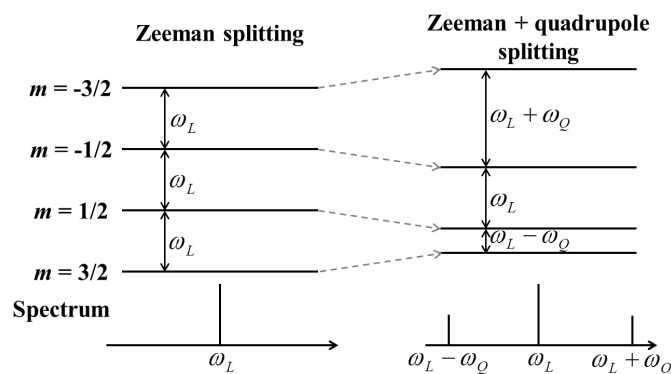 Zeeman splitting
Zeeman + quadrupole
splitting
m = -3/2
ω_L
ω_L + ω_Q
m = -1/2
ω_L
ω_L
m = 1/2
ω_L
ω_L − ω_Q
m = 3/2
Spectrum
ω_L
ω_L − ω_Q
ω_L
ω_L + ω_Q